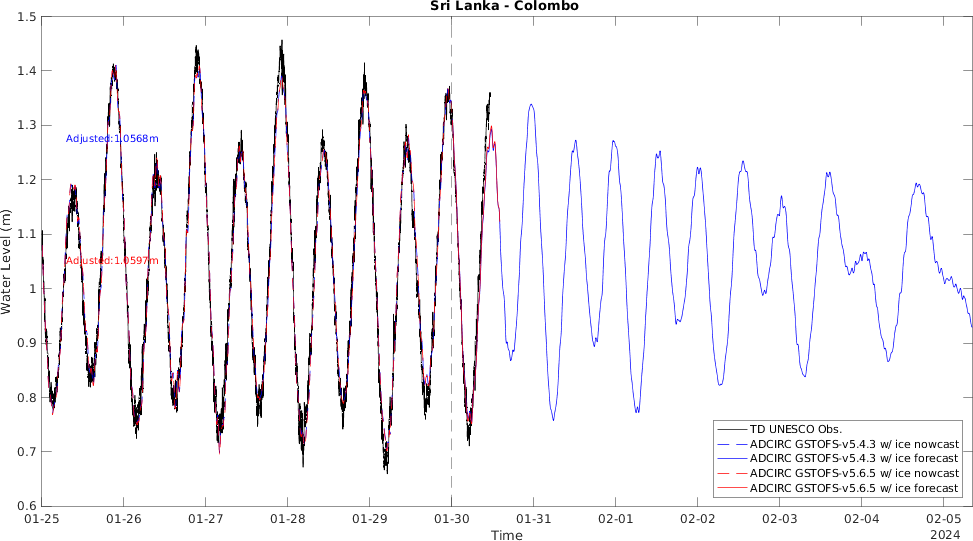 Sri Lanka - Colombo
1.5
1.4
1.3
1.2
1.1
1
0.9
0.8
0.7
0.6
Water Level (m)
Adjusted:1.0568m
Adjusted:1.0597m
TD UNESCO Obs.
ADCIRC GSTOFS-v5.4.3 w/ ice nowcast
ADCIRC GSTOFS-v5.4.3 w/ ice forecast
ADCIRC GSTOFS-v5.6.5 w/ ice nowcast
ADCIRC GSTOFS-v5.6.5 w/ ice forecast
01-25 01-26 01-27 01-28 01-29 01-30 01-31 02-01 02-02 02-03 02-04 02-05
Time
2024